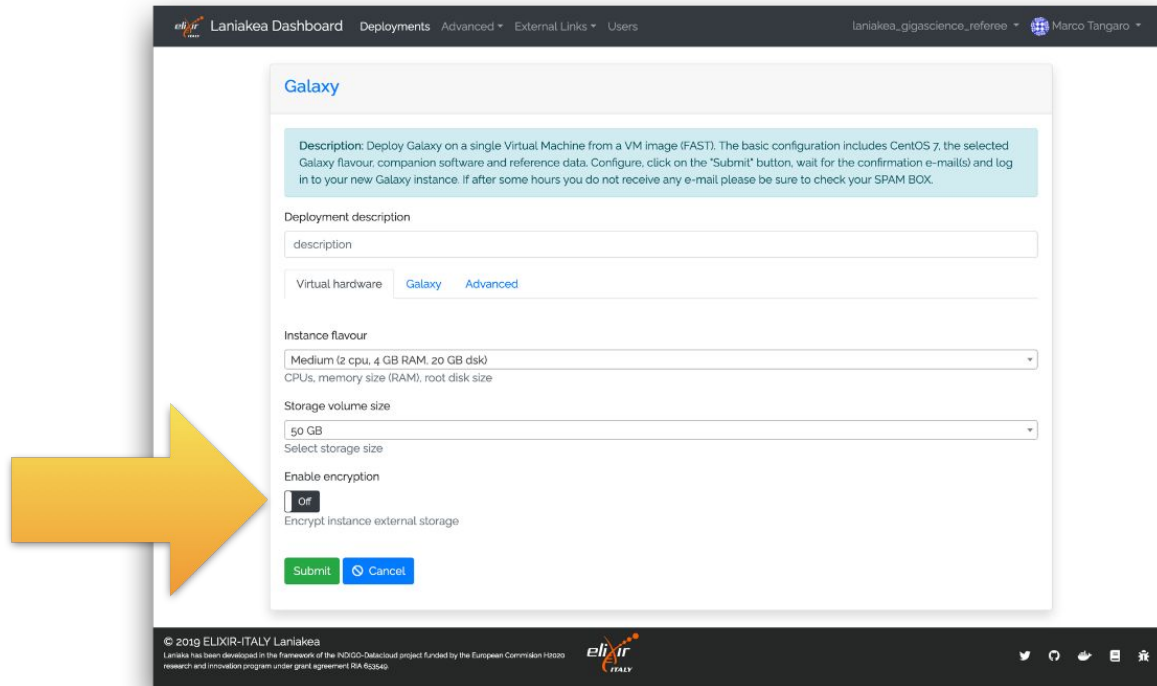 elixir ITALY Laniakea Dashboard Deployments Advanced External Links Users laniakea_gigascience_referee Marco Tangaro
Galaxy
Description: Deploy Galaxy on a single Virtual Machine from a VM image (FAST). The basic configuration includes CentOS 7, the selected
Galaxy flavour, companion software and reference data. Configure, click on the "Submit" button, wait for the confirmation e-mail(s) and log
in to your new Galaxy instance. If after some hours you do not receive any e-mail please be sure to check your SPAM BOX.
Deployment description
description
Virtual hardware Galaxy Advanced
Instance flavour
Medium (2 cpu, 4 GB RAM, 20 GB dsk)
CPUs, memory size (RAM), root disk size
Storage volume size
50 GB
Select storage size
Enable encryption
Off
Encrypt instance external storage
Submit Cancel
© 2019 ELIXIR-ITALY Laniakea
Laniaka has been developed in the framework of the INDIGO-Datacloud project funded by the European Commision H2020
research and innovation program under grant agreement RIA 653549.
elixir
ITALY